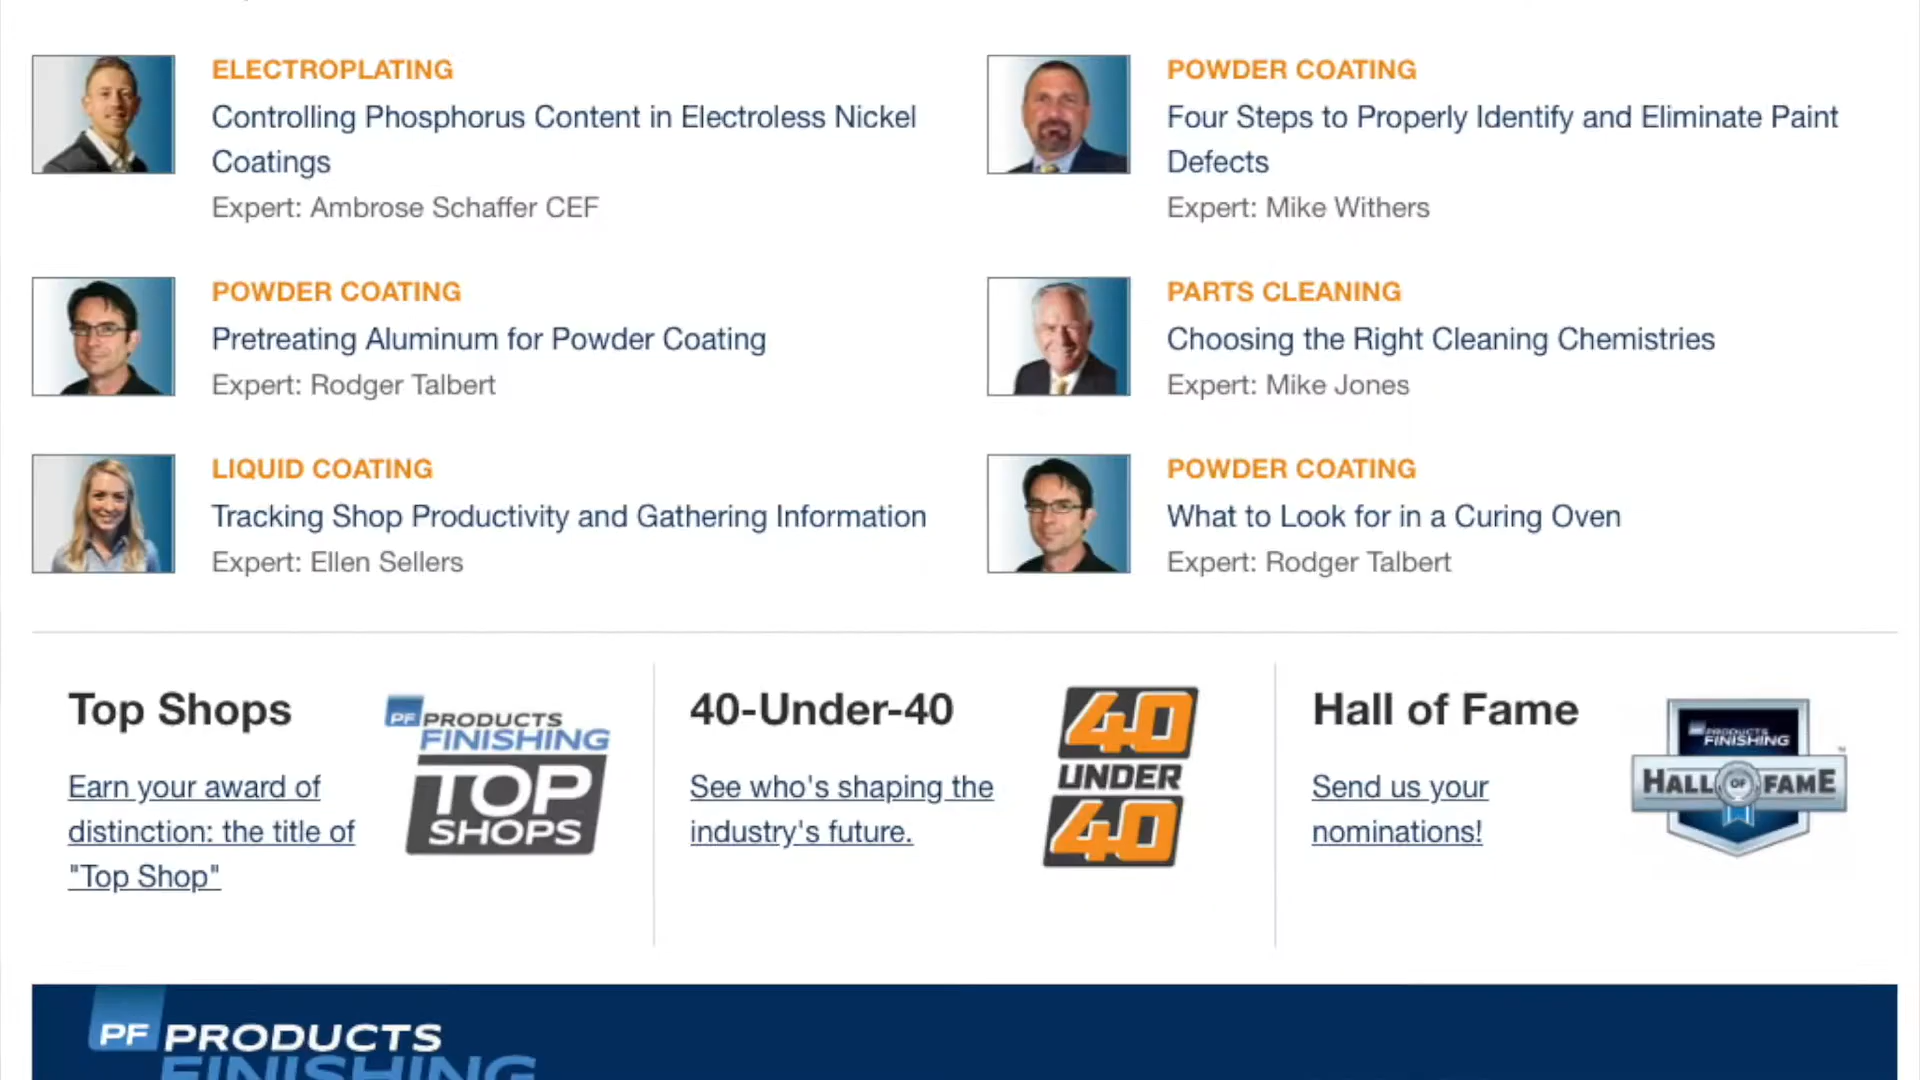 ELECTROPLATING
Controlling Phosphorus Content in Electroless Nickel
Coatings
Expert: Ambrose Schaffer CEF
POWDER COATING
Four Steps to Properly Identify and Eliminate Paint
Defects
Expert: Mike Withers
POWDER COATING
Pretreating Aluminum for Powder Coating
Expert: Rodger Talbert
PARTS CLEANING
Choosing the Right Cleaning Chemistries
Expert: Mike Jones
LIQUID COATING
Tracking Shop Productivity and Gathering Information
Expert: Ellen Sellers
POWDER COATING
What to Look for in a Curing Oven
Expert: Rodger Talbert
Top Shops
Earn your award of
distinction: the title of
"Top Shop"
PF PRODUCTS
FINISHING
TOP
SHOPS
40-Under-40
See who's shaping the
industry's future.
40
UNDER
40
Hall of Fame
Send us your
nominations!
PRODUCTS
FINISHING
HALL OF FAME
PF PRODUCTS
FINISHING